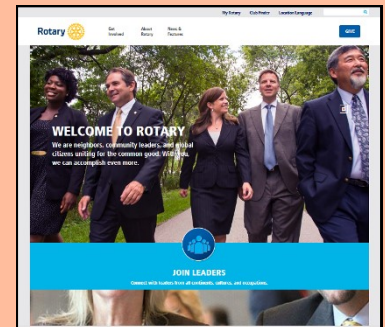 My Rotary Club Finder Location/Language
Rotary
Get Involved
About Rotary
News & Features
GIVE
WELCOME TO ROTARY
We are neighbors, community leaders, and global
citizens uniting for the common good. With you,
we can accomplish even more.
JOIN LEADERS
Connect with leaders from all continents, cultures, and occupations.